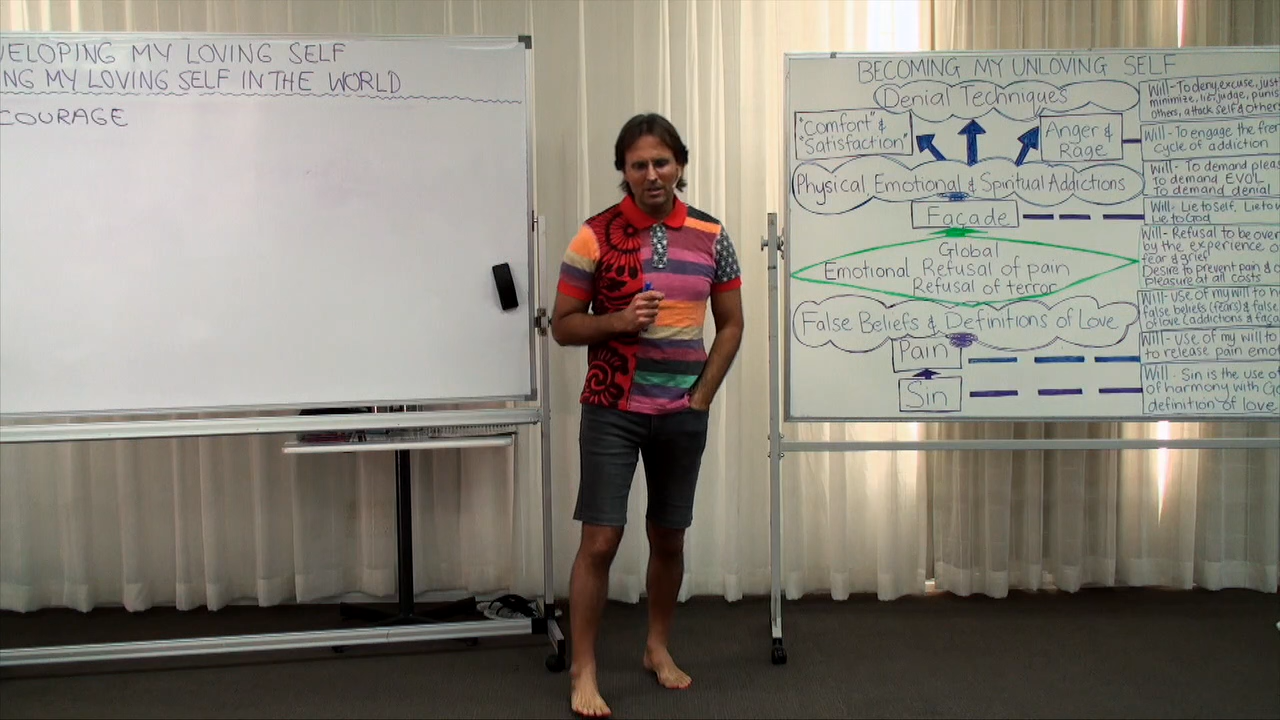 VELOPING MY LOVING SELF
NG MY LOVING SELF IN THE WORLD
COURAGE
BECOMING MY UNLOVING SELF
Denial Techniques
"Comfort" &
"Satisfaction"
Anger &
Rage
Physical, Emotional & Spiritual Addictions
Façade
Global
Emotional Refusal of pain
Refusal of terror
False Beliefs & Definitions of Love
Pain
Sin
Will - To deny, excuse, just
minimize, lie, judge, punis
others, attack self & others
Will - To engage the fren
cycle of addiction
Will - To demand pleas
To demand EVOL
To demand denial
Will - Lie to self, Lie to o
Lie to God
Will - Refusal to be over
by the experience o
fear & grief
Desire to prevent pain & c
pleasure at all costs
Will - use of my will to h
false beliefs (fears) & false
of love (addictions & faça
Will - use of my will to
to release pain emo
Will - Sin is the use of
of harmony with G
definition of love